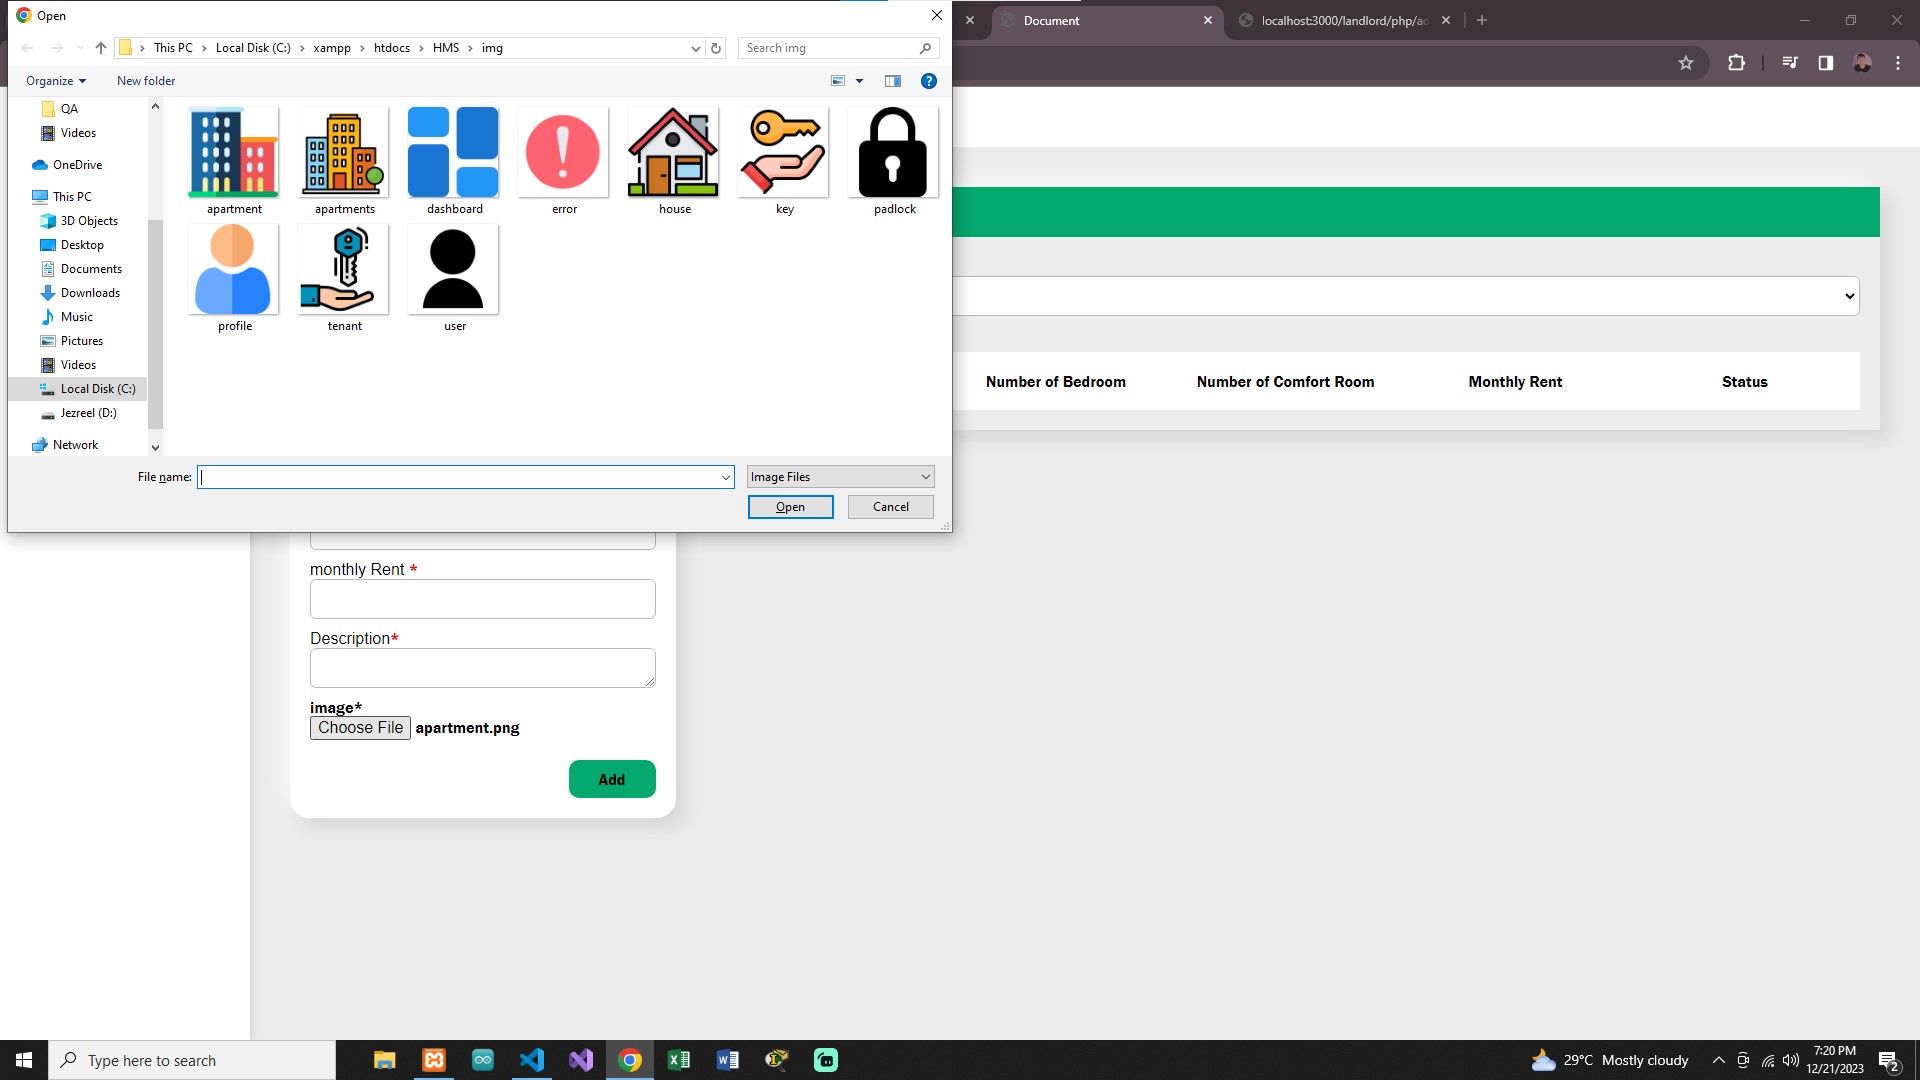 Open
Document
localhost:3000/landlord/php/ad
This PC
Local Disk (C:)
xampp
htdocs
HMS
img
Search img
Organize
New folder
QA
Videos
OneDrive
This PC
3D Objects
Desktop
Documents
Downloads
Music
Pictures
Videos
Local Disk (C:)
Jezreel (D:)
Network
apartment
apartments
dashboard
error
house
key
padlock
profile
tenant
user
File name:
Image Files
Open
Cancel
Number of Bedroom
Number of Comfort Room
Monthly Rent
Status
monthly Rent *
Description*
image*
Choose File apartment.png
Add
Type here to search
29°C Mostly cloudy
7:20 PM
12/21/2023
2